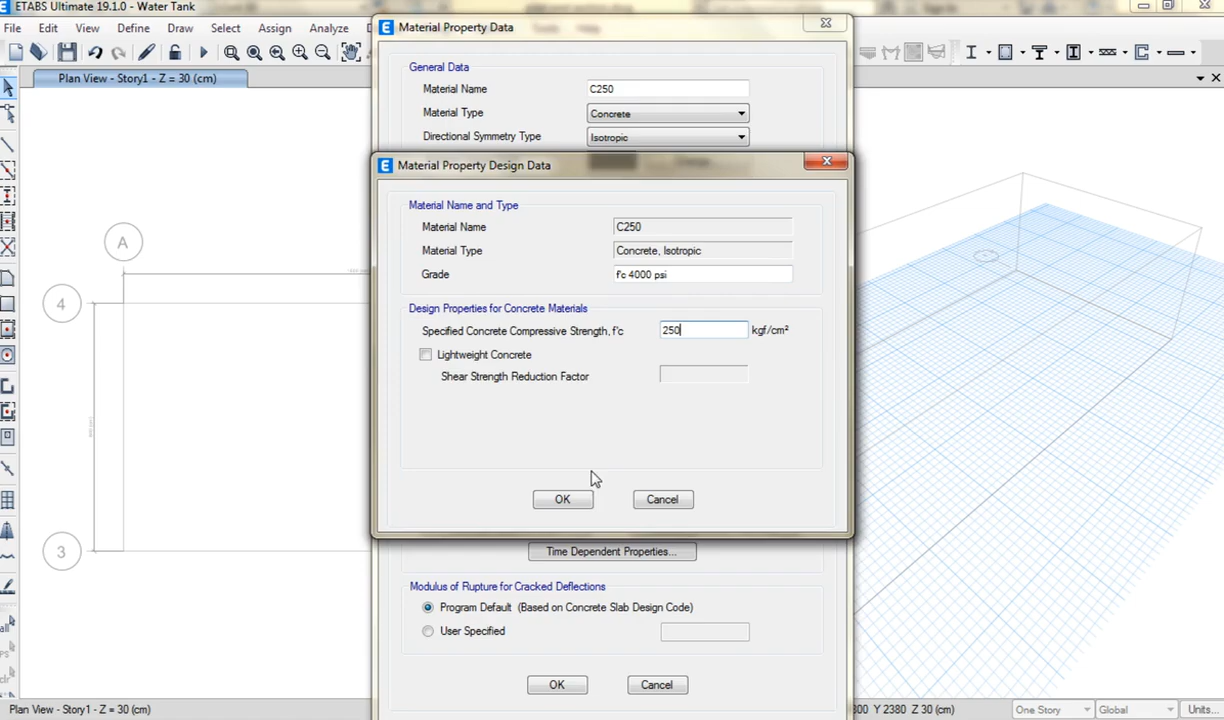 ETABS Ultimate 19.1.0 - Water Tank
File Edit View Define Draw Select Assign Analyze
Plan View - Story1 - Z = 30 (cm)
Material Property Data
General Data
Material Name C250
Material Type Concrete
Directional Symmetry Type Isotropic
Material Property Design Data
Material Name and Type
Material Name C250
Material Type Concrete, Isotropic
Grade f'c 4000 psi
Design Properties for Concrete Materials
Specified Concrete Compressive Strength, f'c 250 kgf/cm²
Lightweight Concrete
Shear Strength Reduction Factor
OK Cancel
Time Dependent Properties...
Modulus of Rupture for Cracked Deflections
Program Default (Based on Concrete Slab Design Code)
User Specified
OK Cancel
A
4
3
Plan View - Story1 - Z = 30 (cm)
Y 2380 Z 30 (cm) One Story Global Units...